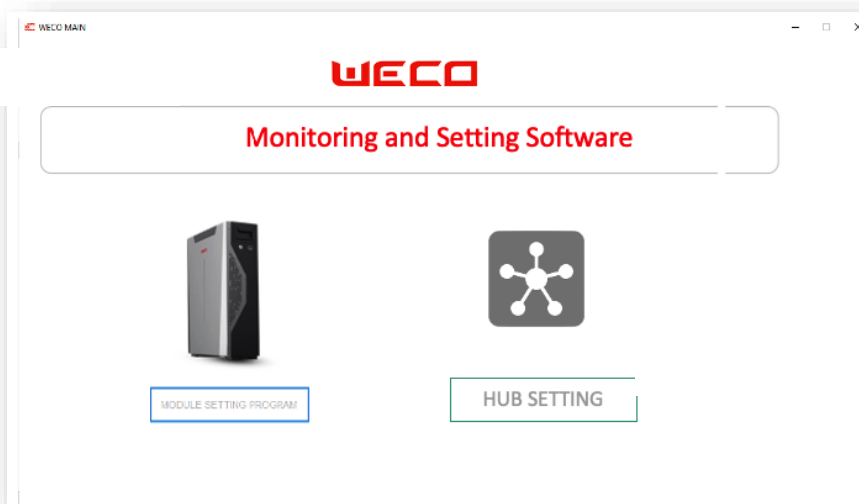 WECO MAIN
WECO
Monitoring and Setting Software
MODULE SETTING PROGRAM
HUB SETTING